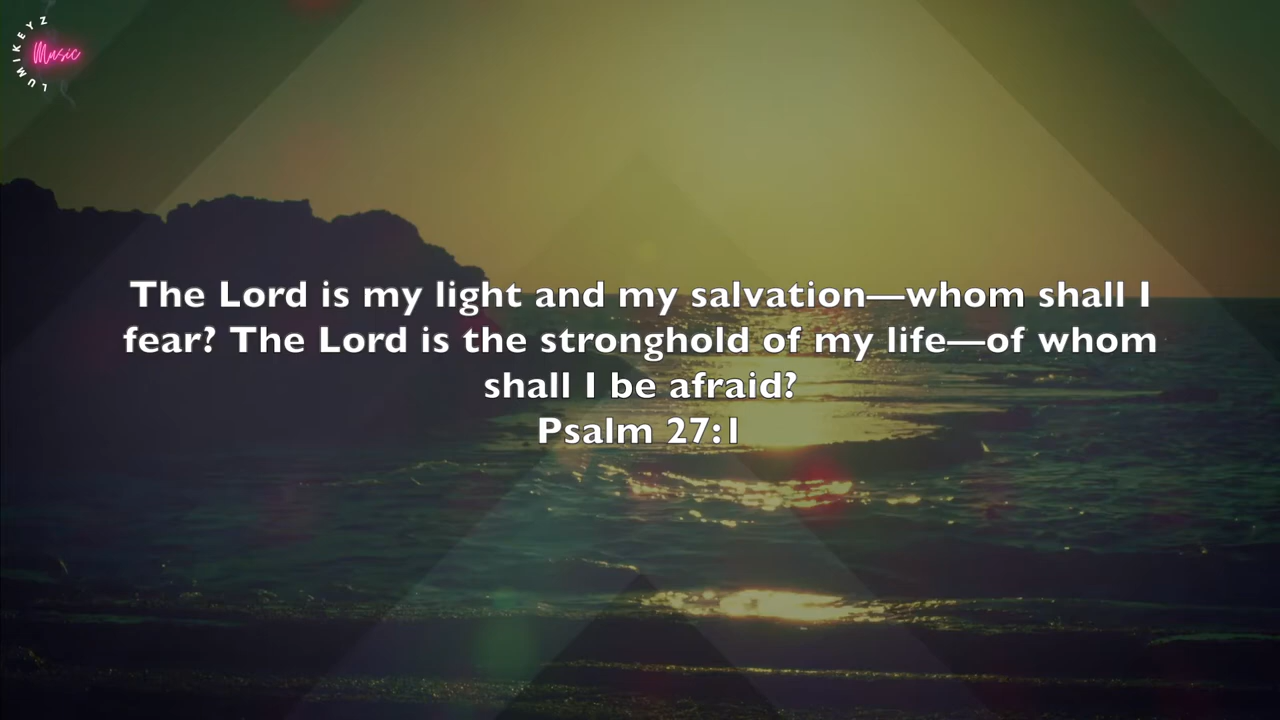 LUMIKEYZ
Music
The Lord is my light and my salvation—whom shall I
fear? The Lord is the stronghold of my life—of whom
shall I be afraid?
Psalm 27:1